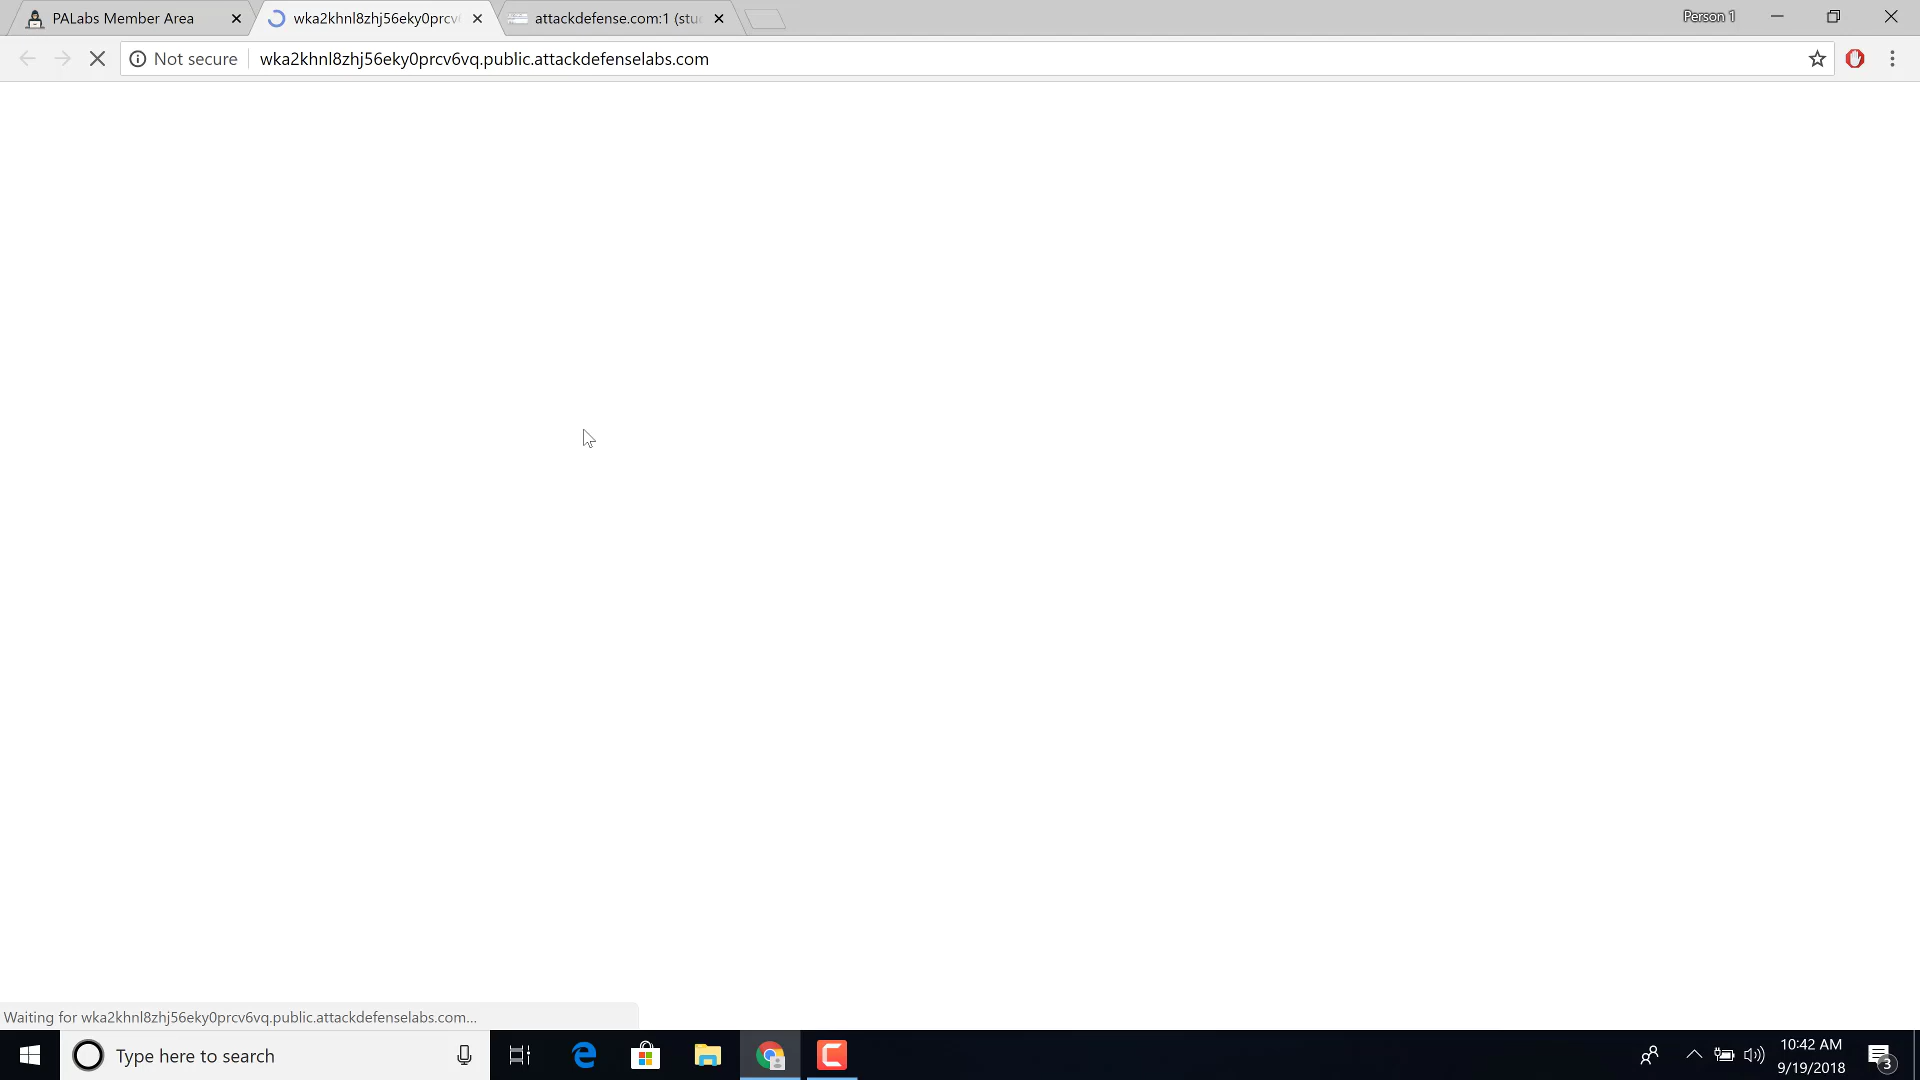 PALabs Member Area
wka2khnl8zhj56eky0prcv
attackdefense.com:1 (stu
Person 1
Not secure
wka2khnl8zhj56eky0prcv6vq.public.attackdefenselabs.com
Waiting for wka2khnl8zhj56eky0prcv6vq.public.attackdefenselabs.com...
Type here to search
10:42 AM
9/19/2018
3